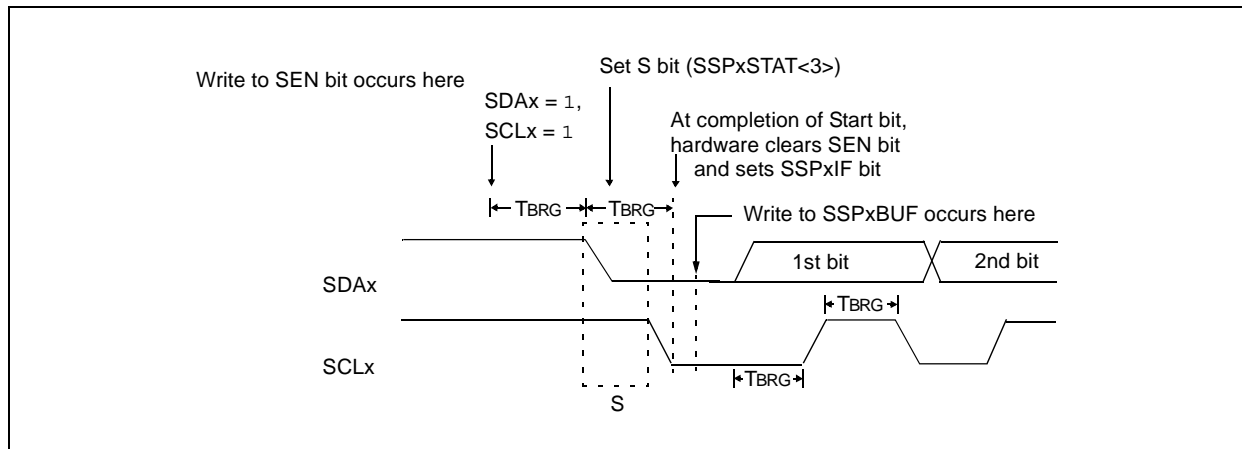 Set S bit (SSPxSTAT<3>)
Write to SEN bit occurs here
SDAx = 1,
SCLx = 1
At completion of Start bit,
hardware clears SEN bit
and sets SSPxIF bit
TBRG
TBRG
Write to SSPxBUF occurs here
SDAx
1st bit
2nd bit
TBRG
SCLx
TBRG
S